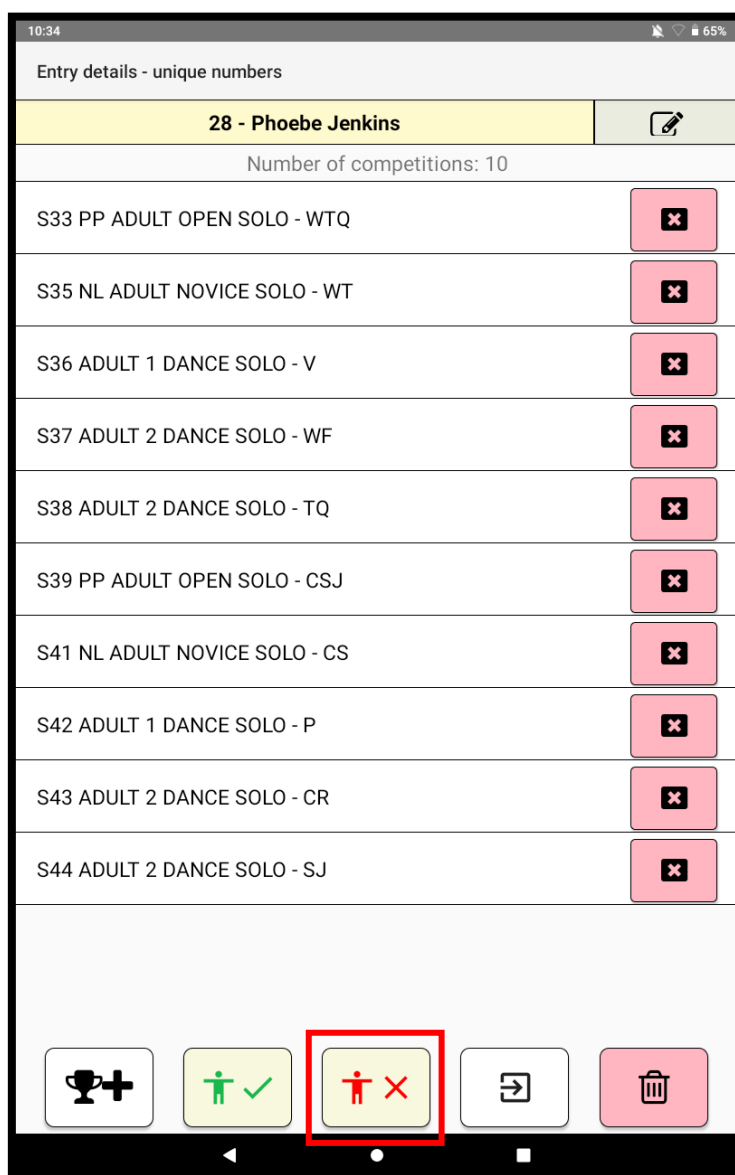 10:34
65%
Entry details - unique numbers
28 - Phoebe Jenkins
Number of competitions: 10
S33 PP ADULT OPEN SOLO - WTQ
S35 NL ADULT NOVICE SOLO - WT
S36 ADULT 1 DANCE SOLO - V
S37 ADULT 2 DANCE SOLO - WF
S38 ADULT 2 DANCE SOLO - TQ
S39 PP ADULT OPEN SOLO - CSJ
S41 NL ADULT NOVICE SOLO - CS
S42 ADULT 1 DANCE SOLO - P
S43 ADULT 2 DANCE SOLO - CR
S44 ADULT 2 DANCE SOLO - SJ